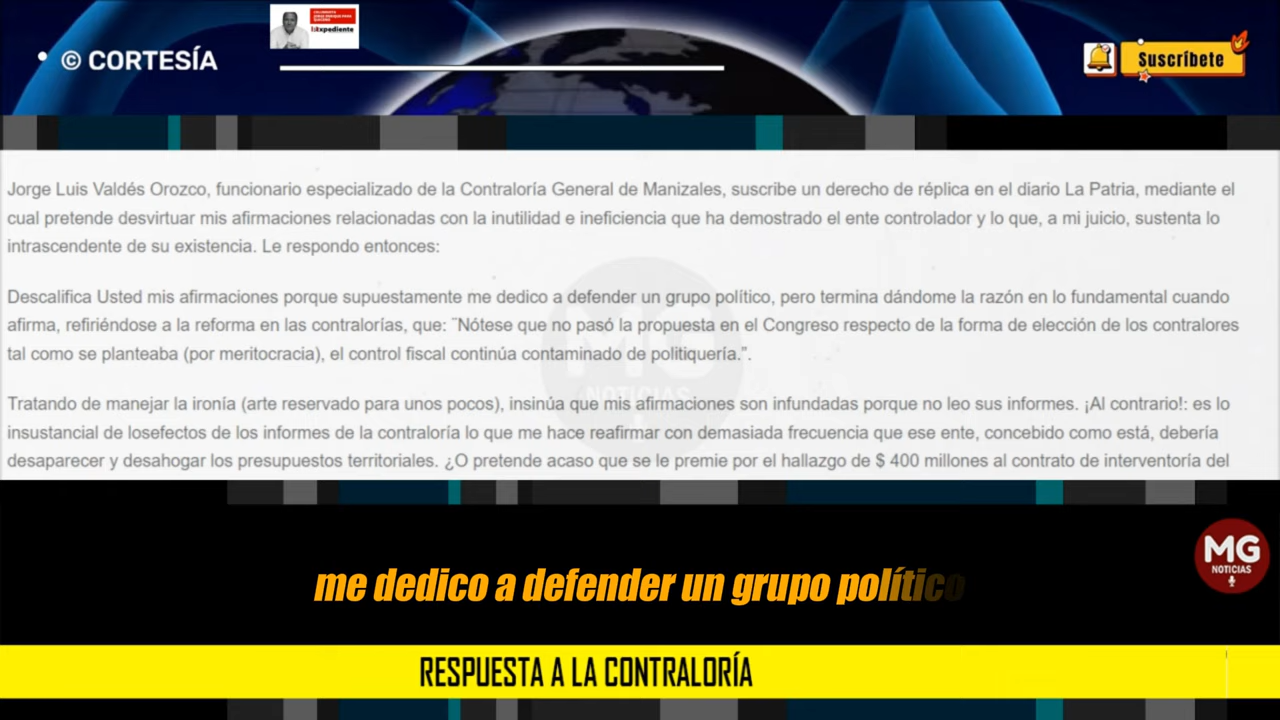 © CORTESÍA
COLUMNISTA
JORGE ENRIQUE PAVA
QUICENO
Expediente
Suscríbete
Jorge Luis Valdés Orozco, funcionario especializado de la Contraloría General de Manizales, suscribe un derecho de réplica en el diario La Patria, mediante el
cual pretende desvirtuar mis afirmaciones relacionadas con la inutilidad e ineficiencia que ha demostrado el ente controlador y lo que, a mi juicio, sustenta lo
intrascendente de su existencia. Le respondo entonces:
Descalifica Usted mis afirmaciones porque supuestamente me dedico a defender un grupo político, pero termina dándome la razón en lo fundamental cuando
afirma, refiriéndose a la reforma en las contralorías, que: ¨Nótese que no pasó la propuesta en el Congreso respecto de la forma de elección de los contralores
tal como se planteaba (por meritocracia), el control fiscal continúa contaminado de politiquería.”.
Tratando de manejar la ironía (arte reservado para unos pocos), insinúa que mis afirmaciones son infundadas porque no leo sus informes. ¡Al contrario!: es lo
insustancial de losefectos de los informes de la contraloría lo que me hace reafirmar con demasiada frecuencia que ese ente, concebido como está, debería
desaparecer y desahogar los presupuestos territoriales. ¿O pretende acaso que se le premie por el hallazgo de $ 400 millones al contrato de interventoría del
MG
NOTICIAS
me dedico a defender un grupo político
MG
NOTICIAS
RESPUESTA A LA CONTRALORÍA